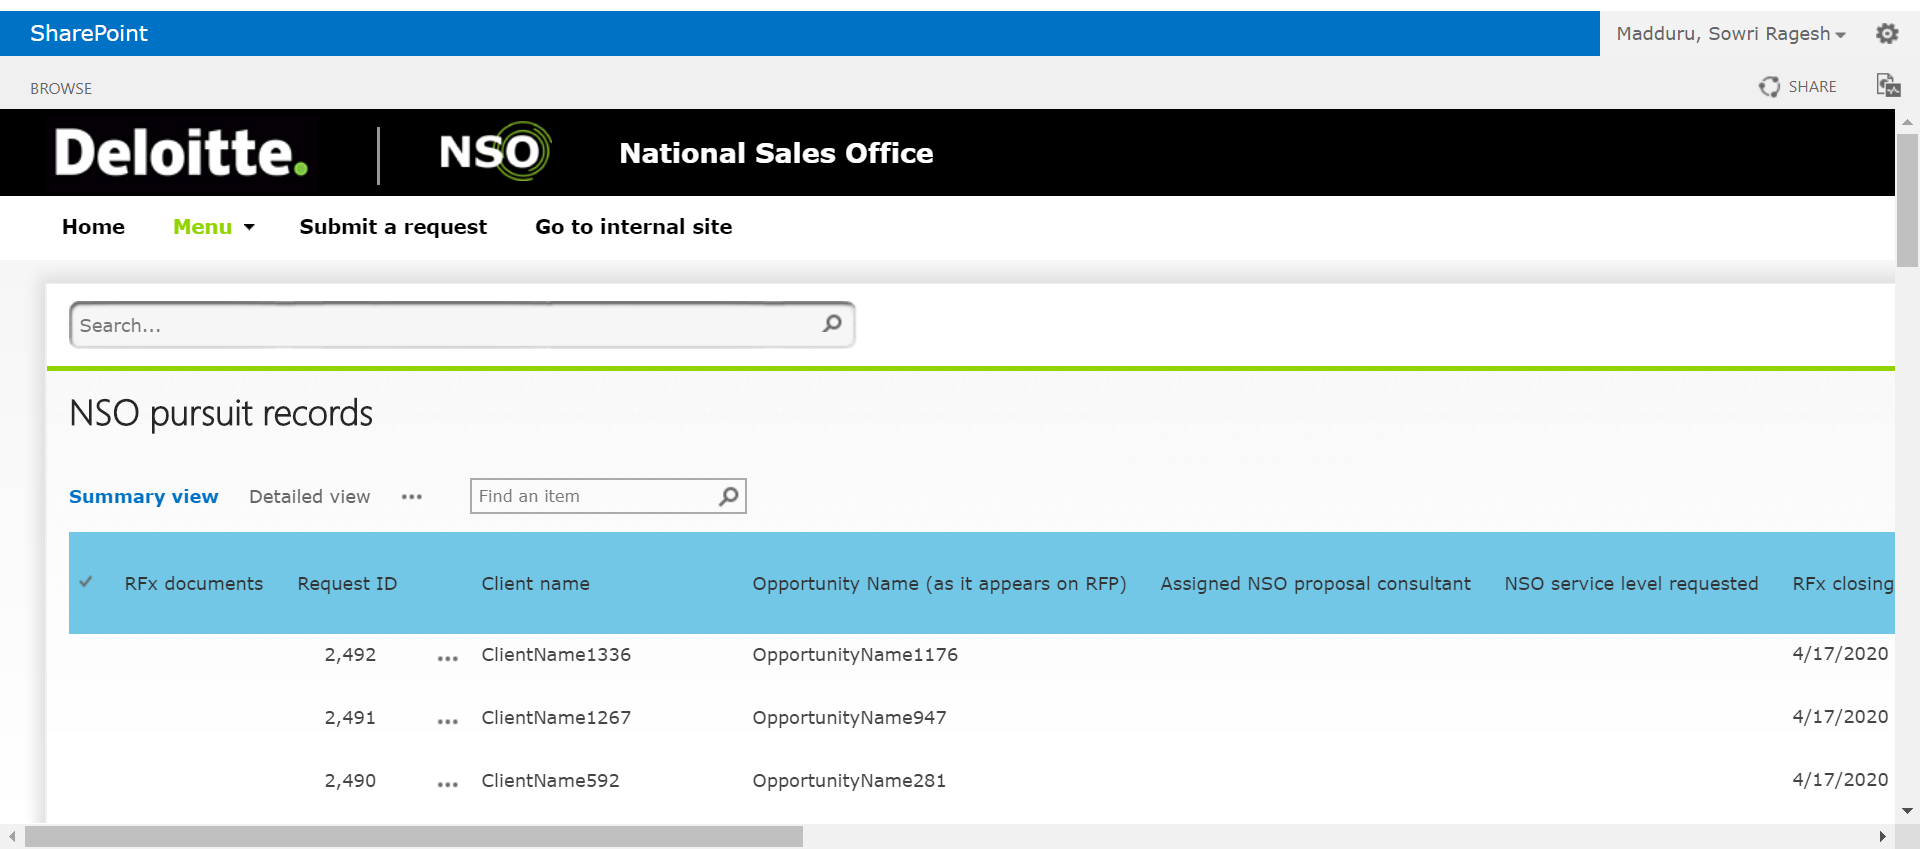 SharePoint
Madduru, Sowri Ragesh
BROWSE
SHARE
Deloitte.
NSO
National Sales Office
Home
Menu
Submit a request
Go to internal site
Search...
NSO pursuit records
Summary view
Detailed view
...
Find an item
RFx documents Request ID Client name Opportunity Name (as it appears on RFP) Assigned NSO proposal consultant NSO service level requested RFx closing
2,492 ... ClientName1336 OpportunityName1176 4/17/2020
2,491 ... ClientName1267 OpportunityName947 4/17/2020
2,490 ... ClientName592 OpportunityName281 4/17/2020